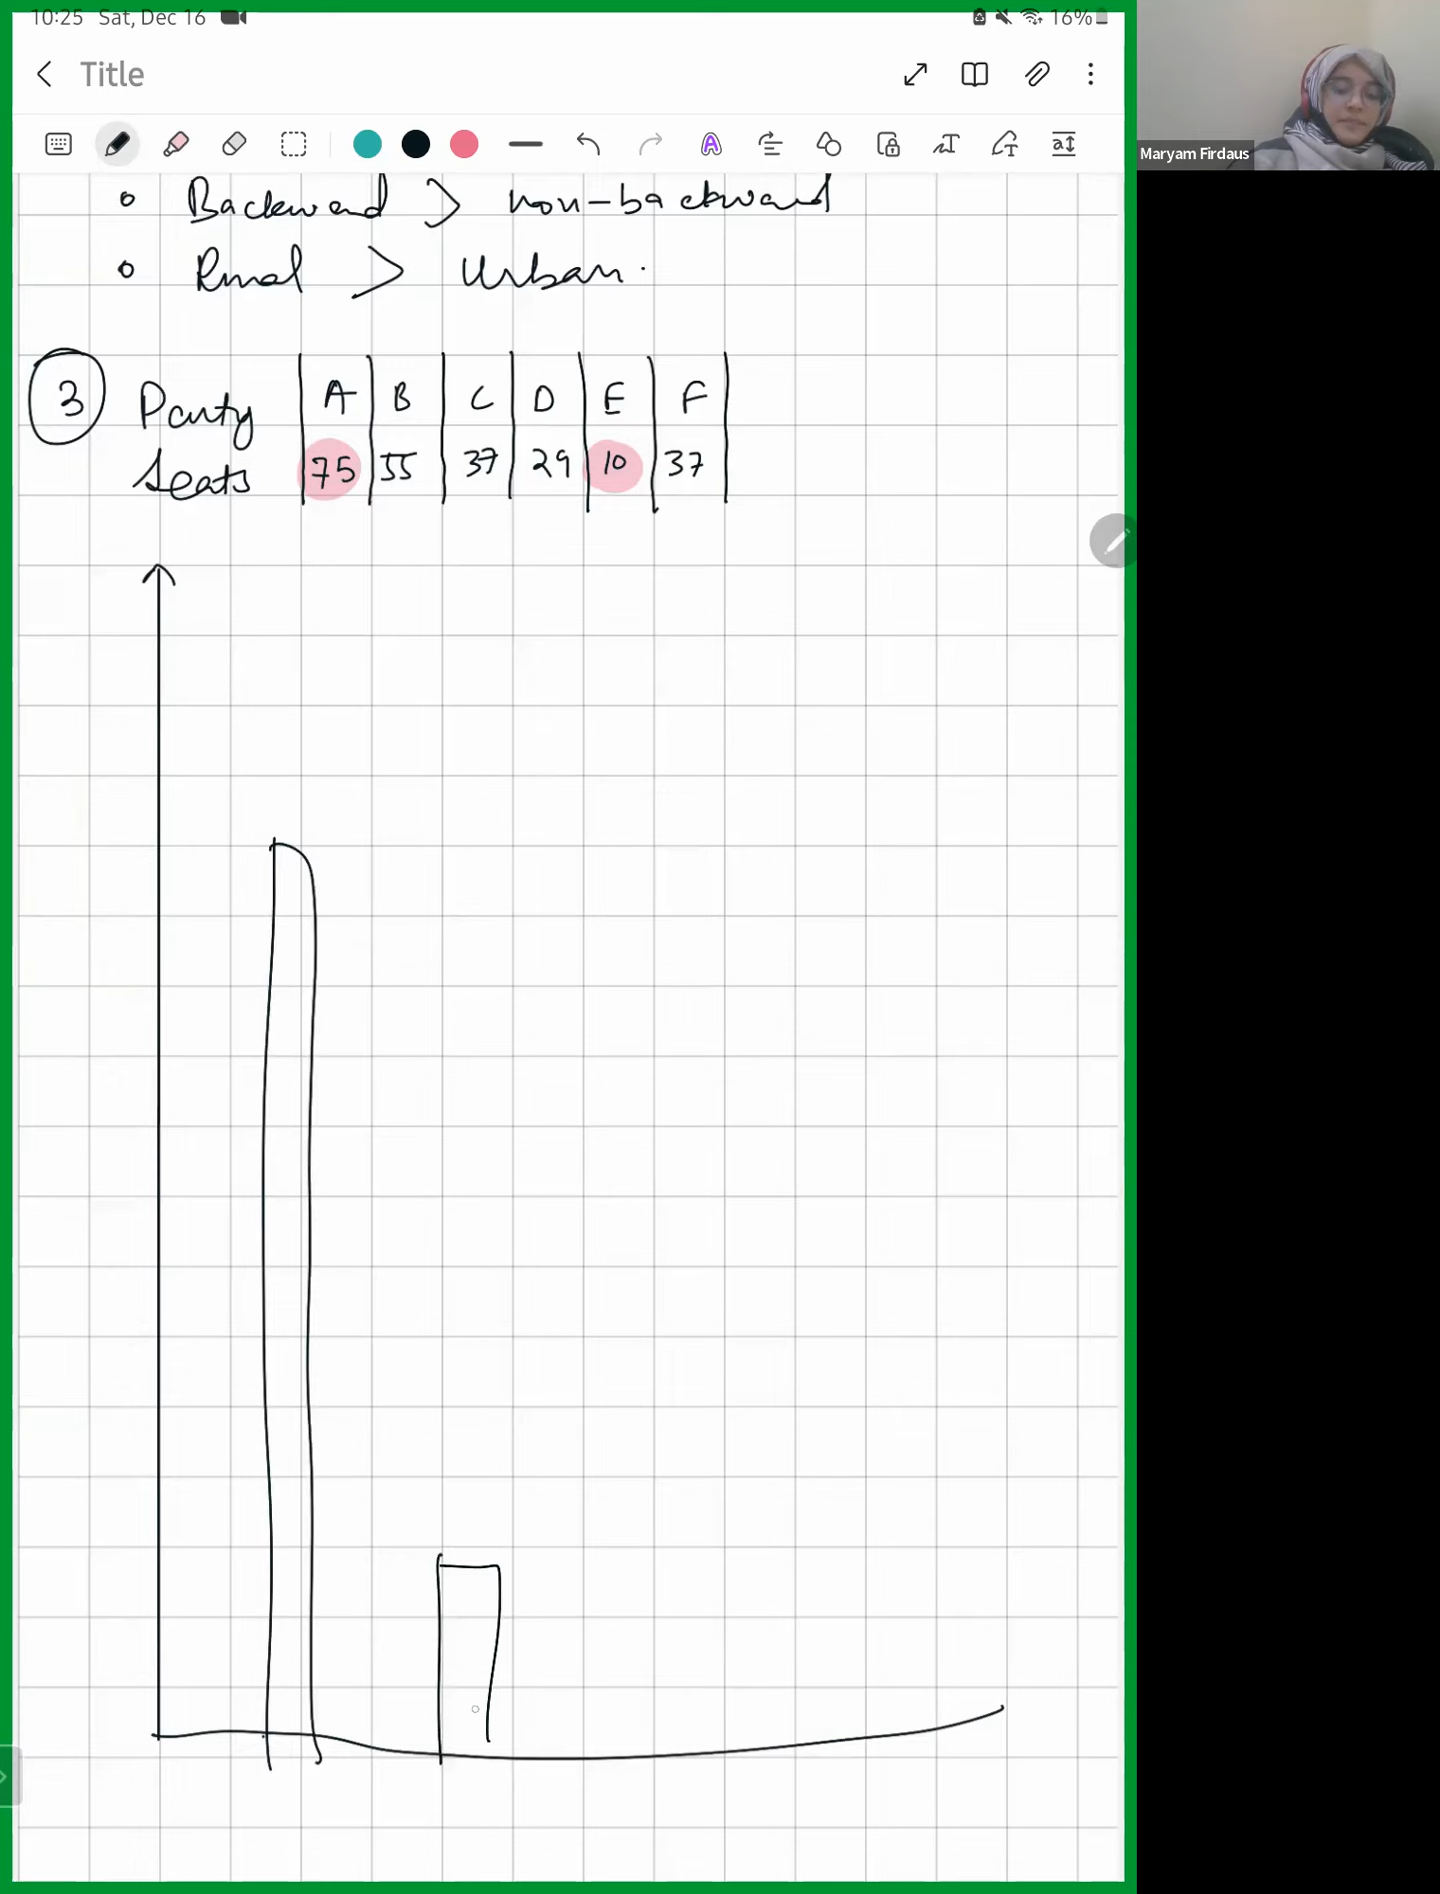 10:25 Sat, Dec 16 16%
Title
Maryam Firdaus
Backward > non-backward
Rural > Urban.
3 Party A B C D E F
Seats 75 55 37 29 10 37